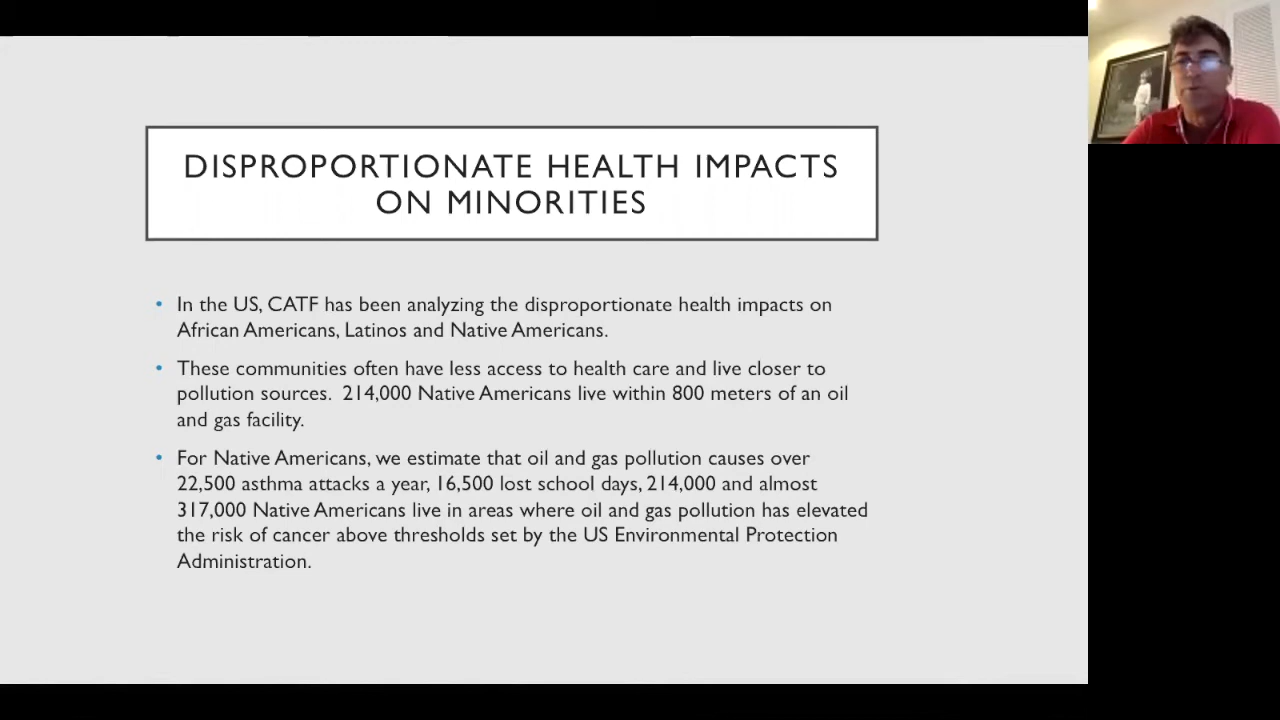 DISPROPORTIONATE HEALTH IMPACTS
ON MINORITIES
• In the US, CATF has been analyzing the disproportionate health impacts on
African Americans, Latinos and Native Americans.
• These communities often have less access to health care and live closer to
pollution sources.  214,000 Native Americans live within 800 meters of an oil
and gas facility.
• For Native Americans, we estimate that oil and gas pollution causes over
22,500 asthma attacks a year, 16,500 lost school days, 214,000 and almost
317,000 Native Americans live in areas where oil and gas pollution has elevated
the risk of cancer above thresholds set by the US Environmental Protection
Administration.